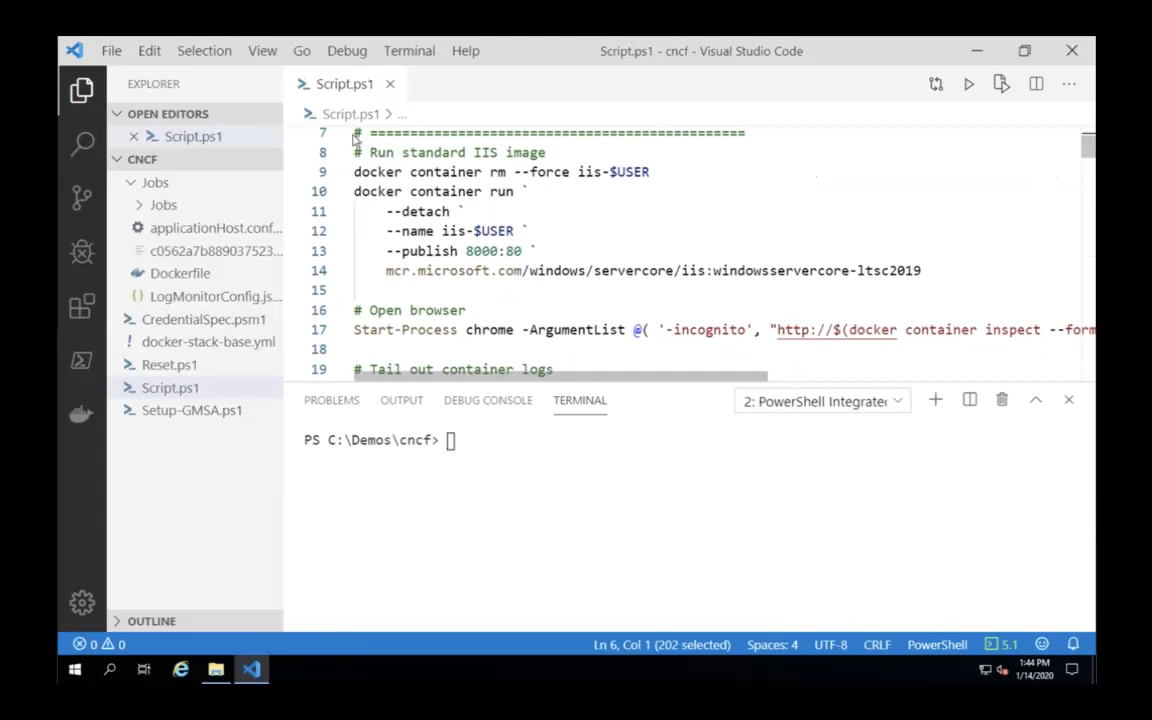 File Edit Selection View Go Debug Terminal Help
Script.ps1 - cncf - Visual Studio Code
EXPLORER
OPEN EDITORS
Script.ps1
CNCF
Jobs
Jobs
applicationHost.conf...
c0562a7b889037523...
Dockerfile
LogMonitorConfig.js...
CredentialSpec.psm1
docker-stack-base.yml
Reset.ps1
Script.ps1
Setup-GMSA.ps1
OUTLINE
Script.ps1
Script.ps1 > ...
7 # ===============================================
8 # Run standard IIS image
9 docker container rm --force iis-$USER
10 docker container run `
11 --detach `
12 --name iis-$USER `
13 --publish 8000:80 `
14 mcr.microsoft.com/windows/servercore/iis:windowsservercore-ltsc2019
15
16 # Open browser
17 Start-Process chrome -ArgumentList @( '-incognito', "http://$(docker container inspect --form
18
19 # Tail out container logs
PROBLEMS OUTPUT DEBUG CONSOLE TERMINAL
2: PowerShell Integrate
PS C:\Demos\cncf>
0 0
Ln 6, Col 1 (202 selected) Spaces: 4 UTF-8 CRLF PowerShell 5.1
1:44 PM
1/14/2020